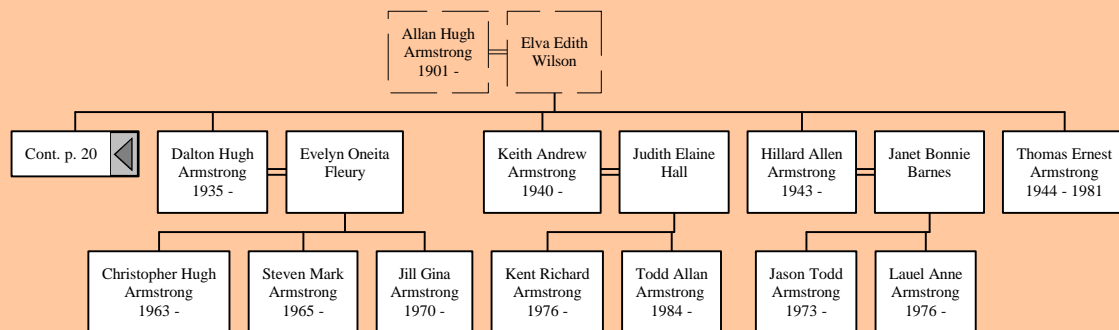 Allan Hugh
Armstrong
1901 -
Elva Edith
Wilson
Cont. p. 20
Dalton Hugh
Armstrong
1935 -
Evelyn Oneita
Fleury
Keith Andrew
Armstrong
1940 -
Judith Elaine
Hall
Hillard Allen
Armstrong
1943 -
Janet Bonnie
Barnes
Thomas Ernest
Armstrong
1944 - 1981
Christopher Hugh
Armstrong
1963 -
Steven Mark
Armstrong
1965 -
Jill Gina
Armstrong
1970 -
Kent Richard
Armstrong
1976 -
Todd Allan
Armstrong
1984 -
Jason Todd
Armstrong
1973 -
Lauel Anne
Armstrong
1976 -